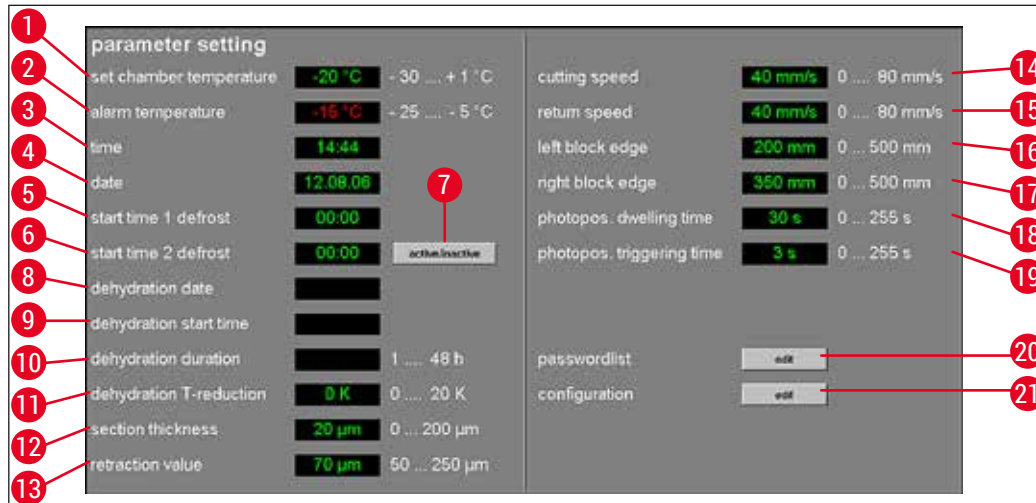 parameter setting
1 set chamber temperature -20 °C - 30 .... + 1 °C
2 alarm temperature -15 °C - 25 .... - 5 °C
3 time 14:44
4 date 12.08.06
5 start time 1 defrost 00:00
6 start time 2 defrost 00:00 active/inactive 7
8 dehydration date
9 dehydration start time
10 dehydration duration 1 .... 48 h
11 dehydration T-reduction 0 K 0 .... 20 K
12 section thickness 20 µm 0 ... 200 µm
13 retraction value 70 µm 50 ... 250 µm
cutting speed 40 mm/s 0 .... 80 mm/s 14
return speed 40 mm/s 0 .... 80 mm/s 15
left block edge 200 mm 0 ... 500 mm 16
right block edge 350 mm 0 ... 500 mm 17
photopos. dwelling time 30 s 0 ... 255 s 18
photopos. triggering time 3 s 0 ... 255 s 19
passwordlist edit 20
configuration edit 21